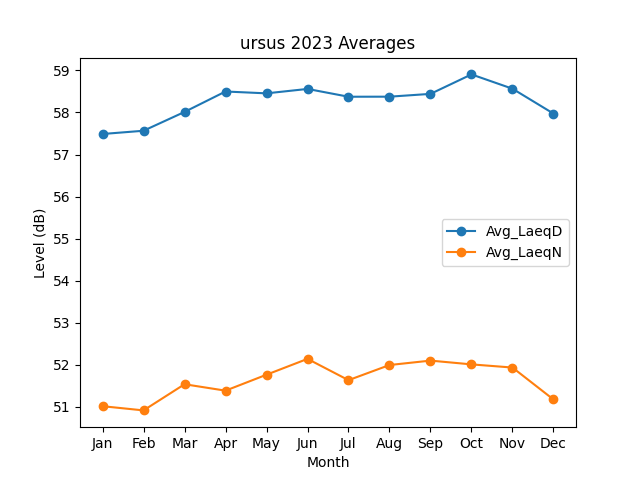 ursus 2023 Averages
59
58
57
56
55
54
53
52
51
Level (dB)
Avg_LaeqD
Avg_LaeqN
Jan Feb Mar Apr May Jun Jul Aug Sep Oct Nov Dec
Month